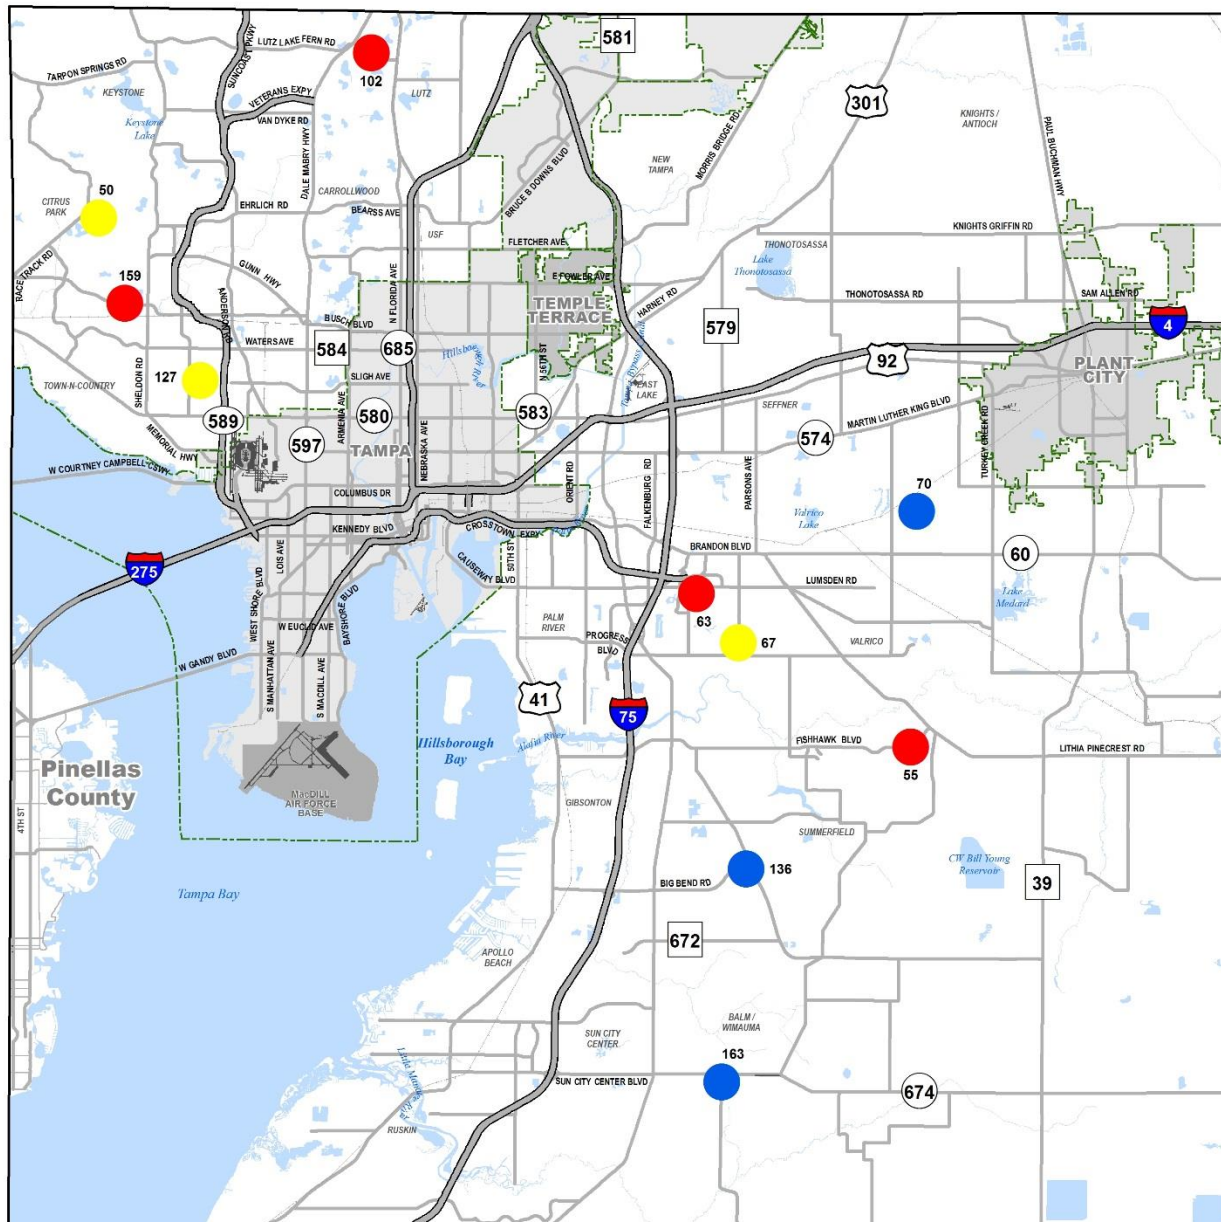 LUTZ LAKE FERN RD
SUNCOAST PKWY
581
TARPON SPRINGS RD
102
KEYSTONE
LUTZ
VETERANS EXPY
301
Keystone
Lake
VAN DYKE RD
KNIGHTS /
ANTIOCH
DALE MABRY HWY
MORRIS BRIDGE RD
PAUL BUCHMAN HWY
NEW
TAMPA
BRUCE B DOWNS BLVD
50
CARROLLWOOD
CITRUS
PARK
EHRLICH RD
BEARSS AVE
USF
KNIGHTS GRIFFIN RD
FLETCHER AVE
THONOTOSASSA
RACE TRACK RD
GUNN HWY
Lake
Thonotosassa
159
E FOWLER AVE
N FLORIDA AVE
ANDERSON RD
TEMPLE
TERRACE
HARNEY RD
THONOTOSASSA RD
SAM ALLEN RD
BUSCH BLVD
579
4
WATERS AVE
584
685
Hillsborough River
N 56TH ST
92
PLANT
CITY
SHELDON RD
TOWN-N-COUNTRY
127
SLIGH AVE
EAST
LAKE
SEFFNER
MARTIN LUTHER KING BLVD
589
ARMENIA AVE
580
583
574
TURKEY CREEK RD
MEMORIAL HWY
597
TAMPA
NEBRASKA AVE
W COURTNEY CAMPBELL CSWY
ORIENT RD
FALKENBURG RD
PARSONS AVE
COLUMBUS DR
70
Valrico
Lake
KENNEDY BLVD
CROSSTOWN EXPY
LOIS AVE
50TH ST
BRANDON BLVD
60
275
CAUSEWAY BLVD
LUMSDEN RD
WEST SHORE BLVD
BAYSHORE BLVD
Lake
Medard
W EUCLID AVE
PALM
RIVER
63
PROGRESS
BLVD
67
VALRICO
W GANDY BLVD
S MANHATTAN AVE
S MACDILL AVE
41
75
Alafia River
Hillsborough
Bay
FISHHAWK BLVD
LITHIA PINECREST RD
55
Pinellas
County
MacDILL
AIR FORCE
BASE
GIBSONTON
4TH ST
SUMMERFIELD
CW Bill Young
Reservoir
136
39
Tampa Bay
BIG BEND RD
672
APOLLO
BEACH
BALM /
WIMAUMA
SUN CITY
CENTER
163
Little Manatee River
SUN CITY CENTER BLVD
674
RUSKIN